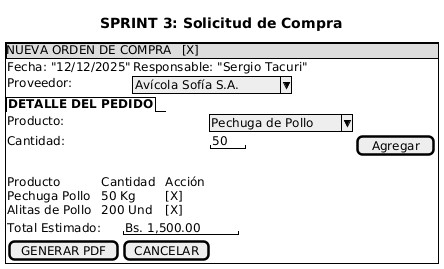 SPRINT 3: Solicitud de Compra
NUEVA ORDEN DE COMPRA [X]
Fecha: "12/12/2025" Responsable: "Sergio Tacuri"
Proveedor: Avícola Sofía S.A.
DETALLE DEL PEDIDO
Producto: Pechuga de Pollo
Cantidad: 50 Agregar
Producto Cantidad Acción
Pechuga Pollo 50 Kg [X]
Alitas de Pollo 200 Und [X]
Total Estimado: Bs. 1,500.00
GENERAR PDF CANCELAR